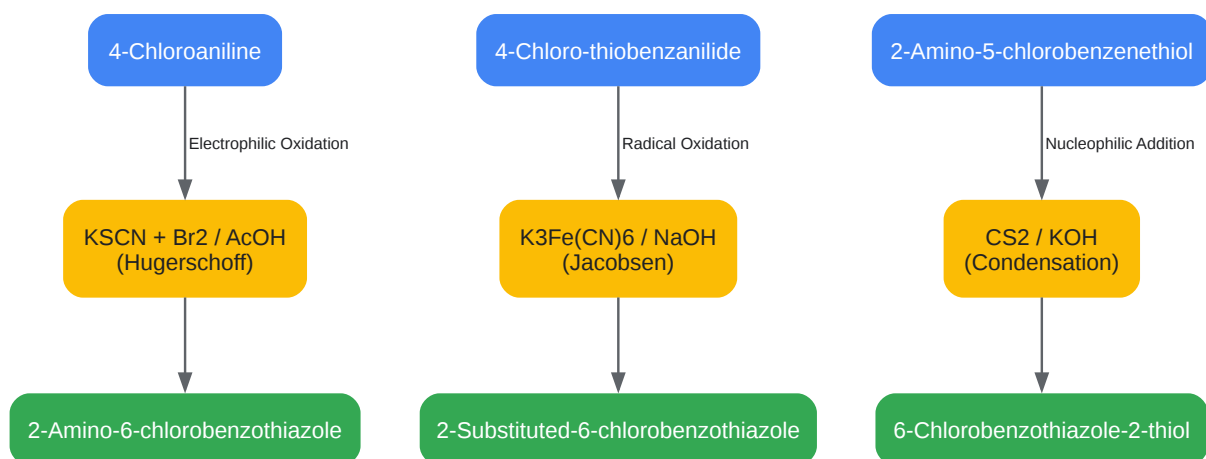 4-Chloroaniline
4-Chloro-thiobenzanilide
2-Amino-5-chlorobenzenethiol
Electrophilic Oxidation
Radical Oxidation
Nucleophilic Addition
KSCN + Br2 / AcOH
(Hugerschoff)
K3Fe(CN)6 / NaOH
(Jacobsen)
CS2 / KOH
(Condensation)
2-Amino-6-chlorobenzothiazole
2-Substituted-6-chlorobenzothiazole
6-Chlorobenzothiazole-2-thiol